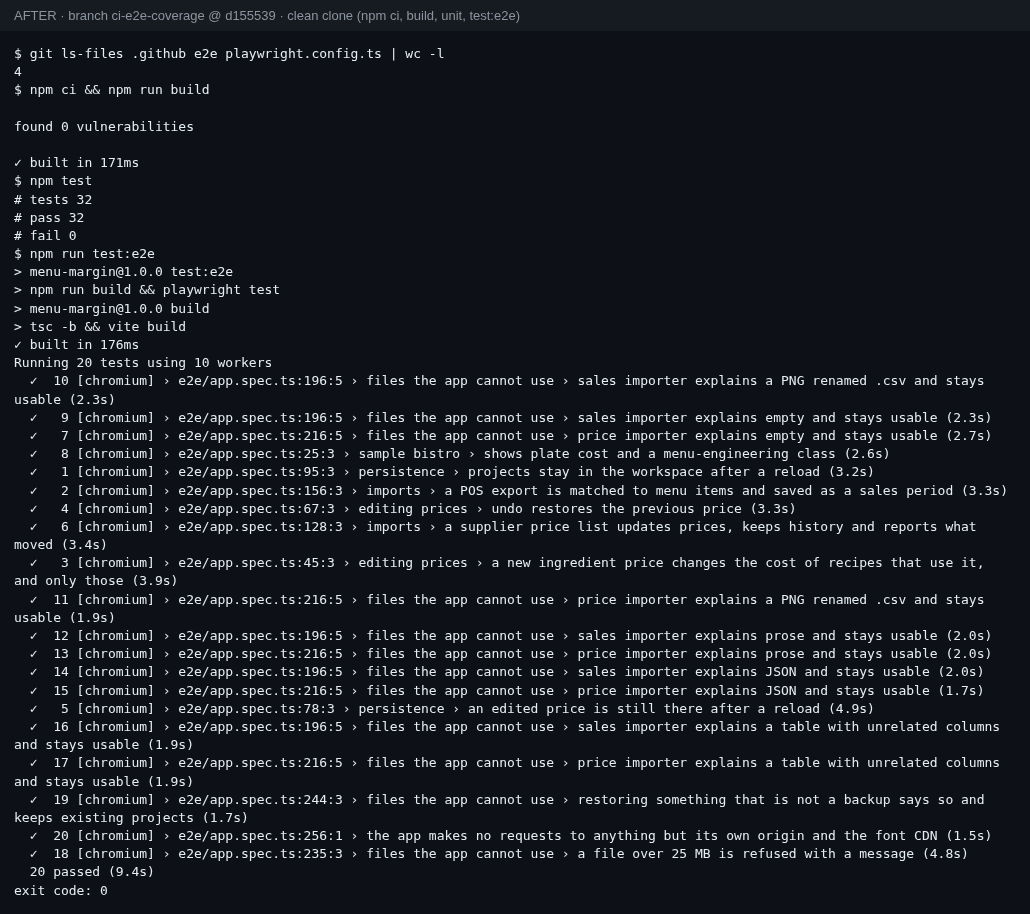 AFTER · branch ci-e2e-coverage @ d155539 · clean clone (npm ci, build, unit, test:e2e)
$ git ls-files .github e2e playwright.config.ts | wc -l
4
$ npm ci && npm run build
found 0 vulnerabilities
✓ built in 171ms
$ npm test
# tests 32
# pass 32
# fail 0
$ npm run test:e2e
> menu-margin@1.0.0 test:e2e
> npm run build && playwright test
> menu-margin@1.0.0 build
> tsc -b && vite build
✓ built in 176ms
Running 20 tests using 10 workers
✓ 10 [chromium] › e2e/app.spec.ts:196:5 › files the app cannot use › sales importer explains a PNG renamed .csv and stays
usable (2.3s)
✓ 9 [chromium] › e2e/app.spec.ts:196:5 › files the app cannot use › sales importer explains empty and stays usable (2.3s)
✓ 7 [chromium] › e2e/app.spec.ts:216:5 › files the app cannot use › price importer explains empty and stays usable (2.7s)
✓ 8 [chromium] › e2e/app.spec.ts:25:3 › sample bistro › shows plate cost and a menu-engineering class (2.6s)
✓ 1 [chromium] › e2e/app.spec.ts:95:3 › persistence › projects stay in the workspace after a reload (3.2s)
✓ 2 [chromium] › e2e/app.spec.ts:156:3 › imports › a POS export is matched to menu items and saved as a sales period (3.3s)
✓ 4 [chromium] › e2e/app.spec.ts:67:3 › editing prices › undo restores the previous price (3.3s)
✓ 6 [chromium] › e2e/app.spec.ts:128:3 › imports › a supplier price list updates prices, keeps history and reports what
moved (3.4s)
✓ 3 [chromium] › e2e/app.spec.ts:45:3 › editing prices › a new ingredient price changes the cost of recipes that use it,
and only those (3.9s)
✓ 11 [chromium] › e2e/app.spec.ts:216:5 › files the app cannot use › price importer explains a PNG renamed .csv and stays
usable (1.9s)
✓ 12 [chromium] › e2e/app.spec.ts:196:5 › files the app cannot use › sales importer explains prose and stays usable (2.0s)
✓ 13 [chromium] › e2e/app.spec.ts:216:5 › files the app cannot use › price importer explains prose and stays usable (2.0s)
✓ 14 [chromium] › e2e/app.spec.ts:196:5 › files the app cannot use › sales importer explains JSON and stays usable (2.0s)
✓ 15 [chromium] › e2e/app.spec.ts:216:5 › files the app cannot use › price importer explains JSON and stays usable (1.7s)
✓ 5 [chromium] › e2e/app.spec.ts:78:3 › persistence › an edited price is still there after a reload (4.9s)
✓ 16 [chromium] › e2e/app.spec.ts:196:5 › files the app cannot use › sales importer explains a table with unrelated columns
and stays usable (1.9s)
✓ 17 [chromium] › e2e/app.spec.ts:216:5 › files the app cannot use › price importer explains a table with unrelated columns
and stays usable (1.9s)
✓ 19 [chromium] › e2e/app.spec.ts:244:3 › files the app cannot use › restoring something that is not a backup says so and
keeps existing projects (1.7s)
✓ 20 [chromium] › e2e/app.spec.ts:256:1 › the app makes no requests to anything but its own origin and the font CDN (1.5s)
✓ 18 [chromium] › e2e/app.spec.ts:235:3 › files the app cannot use › a file over 25 MB is refused with a message (4.8s)
20 passed (9.4s)
exit code: 0